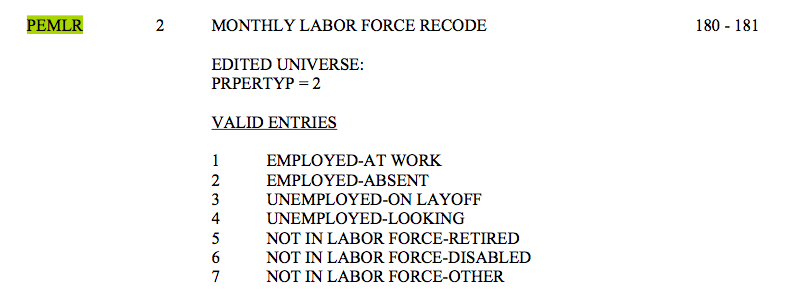 PEMLR 2 MONTHLY LABOR FORCE RECODE 180 - 181
EDITED UNIVERSE:
PRPERTYP = 2
VALID ENTRIES
1 EMPLOYED-AT WORK
2 EMPLOYED-ABSENT
3 UNEMPLOYED-ON LAYOFF
4 UNEMPLOYED-LOOKING
5 NOT IN LABOR FORCE-RETIRED
6 NOT IN LABOR FORCE-DISABLED
7 NOT IN LABOR FORCE-OTHER